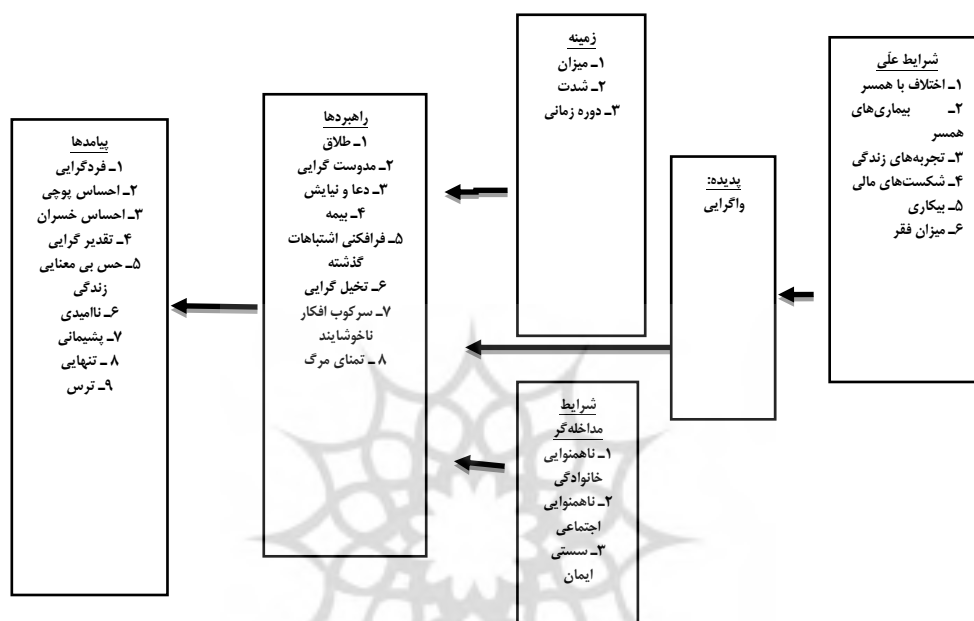 شرایط علّی
۱ـ اختلاف با همسر
۲ـ بیماری‌های
همسر
۳ـ تجربه‌های زندگی
۴ـ شکست‌های مالی
۵ـ بیکاری
۶ـ میزان فقر
پدیده:
واگرایی
زمینه
۱ـ میزان
۲ـ شدت
۳ـ دوره زمانی
شرایط
مداخله‌گر
۱ـ ناهمنوایی
خانوادگی
۲ـ ناهمنوایی
اجتماعی
۳ـ سستی
ایمان
راهبردها
۱ـ طلاق
۲ـ مدوست گرایی
۳ـ دعا و نیایش
۴ـ بیمه
۵ـ فرافکنی اشتباهات
گذشته
۶ـ تخیل گرایی
۷ـ سرکوب افکار
ناخوشایند
۸ ـ تمنای مرگ
پیامدها
۱ـ فردگرایی
۲ـ احساس پوچی
۳ـ احساس خسران
۴ـ تقدیر گرایی
۵ـ حس بی معنایی
زندگی
۶ـ ناامیدی
۷ـ پشیمانی
۸ ـ تنهایی
۹ـ ترس